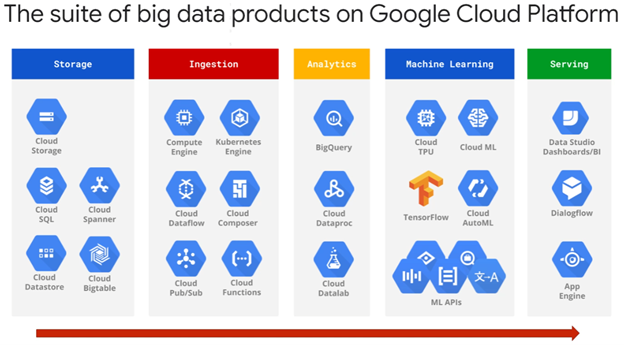 The suite of big data products on Google Cloud Platform
Storage
Cloud
Storage
Cloud
SQL
Cloud
Spanner
Cloud
Datastore
Cloud
Bigtable
Ingestion
Compute
Engine
Kubernetes
Engine
Cloud
Dataflow
Cloud
Composer
Cloud
Pub/Sub
Cloud
Functions
Analytics
BigQuery
Cloud
Dataproc
Cloud
Datalab
Machine Learning
Cloud
TPU
Cloud ML
TensorFlow
Cloud
AutoML
文→A
ML APIs
Serving
Data Studio
Dashboards/BI
Dialogflow
App
Engine